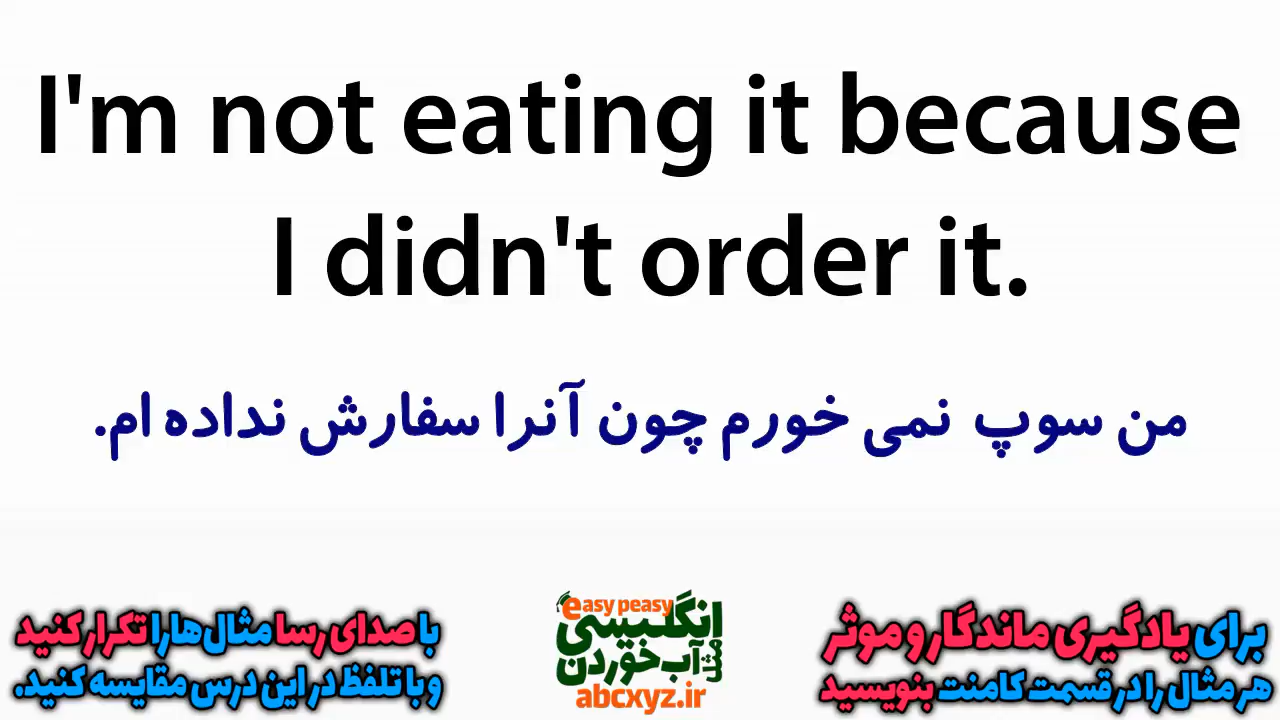 I'm not eating it because
I didn't order it.
من سوپ نمی خورم چون آنرا سفارش نداده ام.
برای یادگیری ماندگار و موثر
هر مثال را در قسمت کامنت بنویسید
easy peasy
انگلیسی
مثل آب خوردن
abcxyz.ir
با صدای رسا مثال‌ها را تکرار کنید
و با تلفظ در این درس مقایسه کنید.